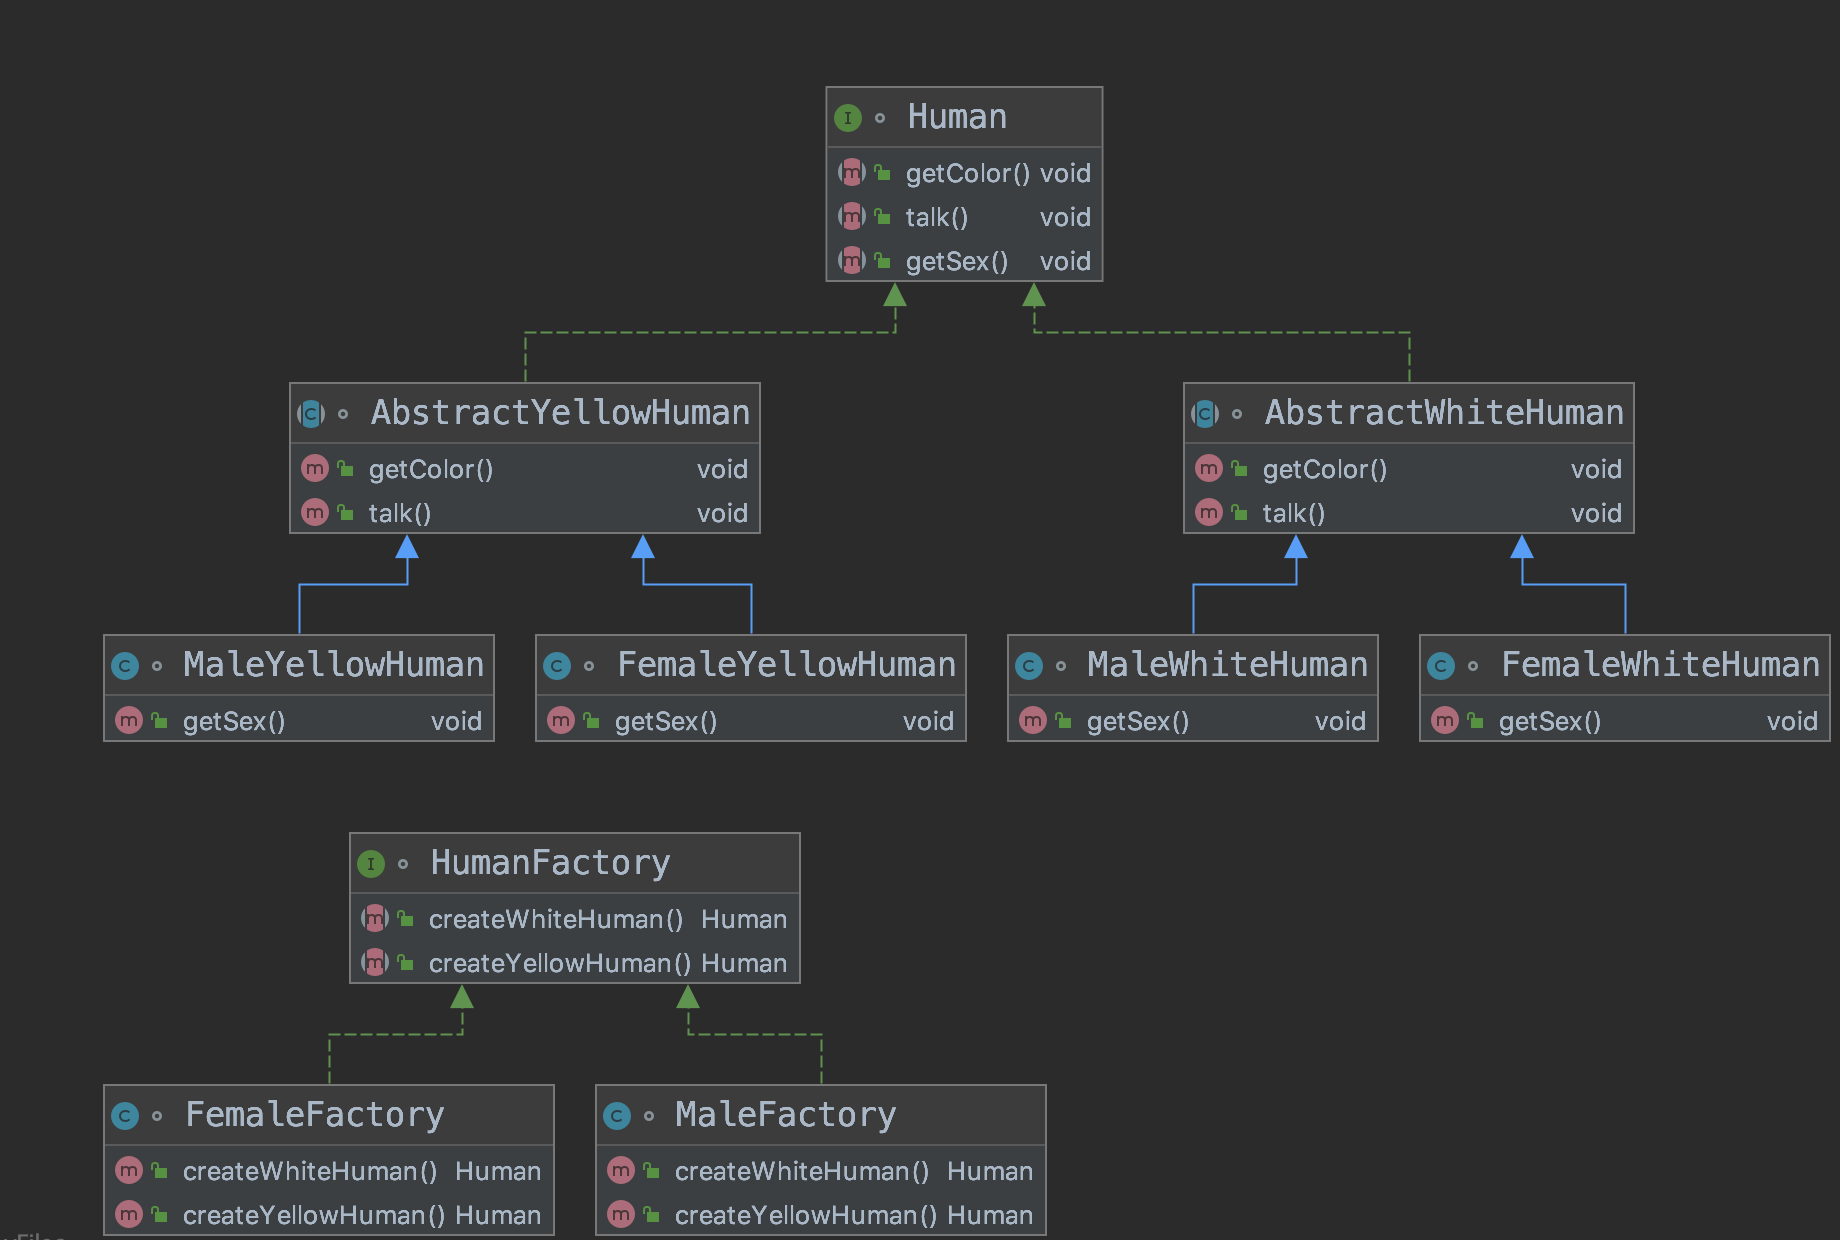 Human
getColor() void
talk() void
getSex() void
AbstractYellowHuman
getColor() void
talk() void
AbstractWhiteHuman
getColor() void
talk() void
MaleYellowHuman
getSex() void
FemaleYellowHuman
getSex() void
MaleWhiteHuman
getSex() void
FemaleWhiteHuman
getSex() void
HumanFactory
createWhiteHuman() Human
createYellowHuman() Human
FemaleFactory
createWhiteHuman() Human
createYellowHuman() Human
MaleFactory
createWhiteHuman() Human
createYellowHuman() Human